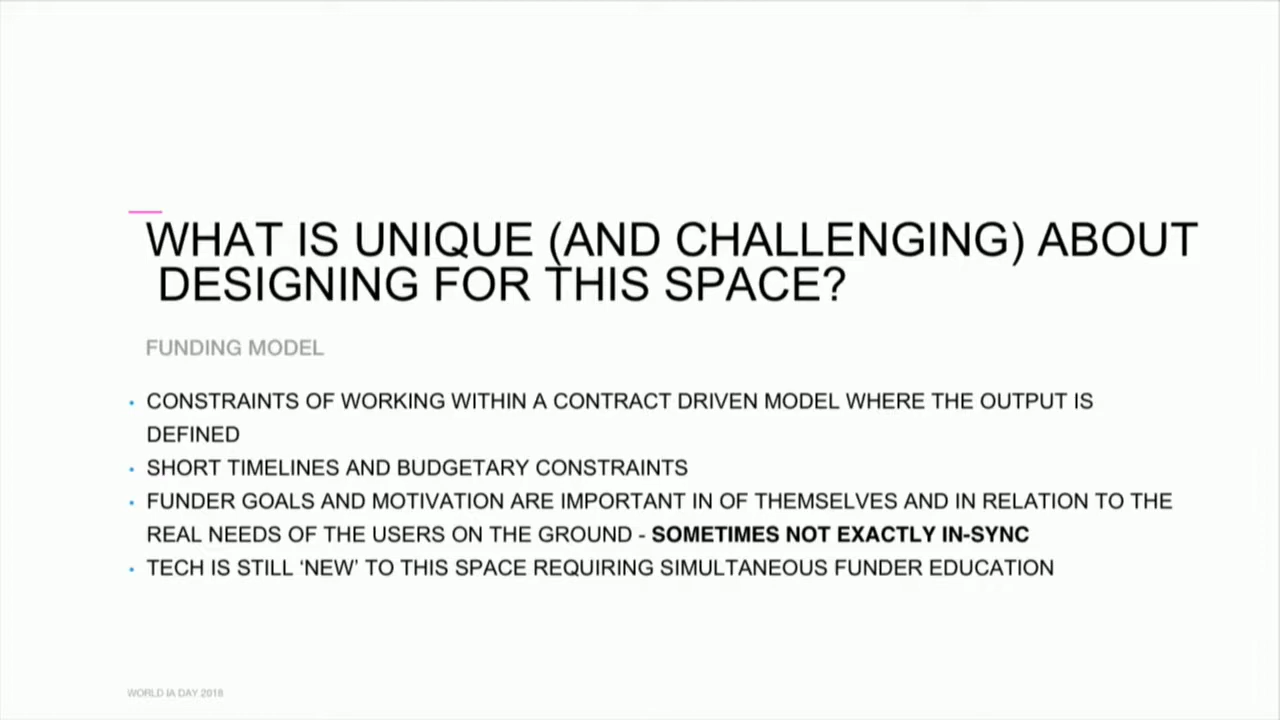 WHAT IS UNIQUE (AND CHALLENGING) ABOUT
DESIGNING FOR THIS SPACE?
FUNDING MODEL
• CONSTRAINTS OF WORKING WITHIN A CONTRACT DRIVEN MODEL WHERE THE OUTPUT IS
DEFINED
• SHORT TIMELINES AND BUDGETARY CONSTRAINTS
• FUNDER GOALS AND MOTIVATION ARE IMPORTANT IN OF THEMSELVES AND IN RELATION TO THE
REAL NEEDS OF THE USERS ON THE GROUND - SOMETIMES NOT EXACTLY IN-SYNC
• TECH IS STILL ‘NEW’ TO THIS SPACE REQUIRING SIMULTANEOUS FUNDER EDUCATION
WORLD IA DAY 2018